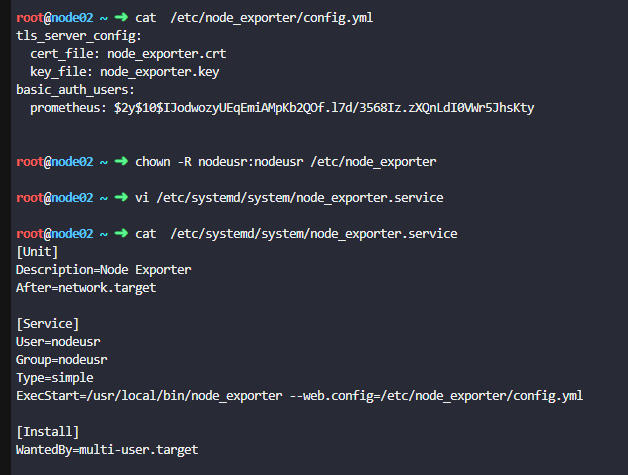 root@node02 ~ ➜ cat  /etc/node_exporter/config.yml
tls_server_config:
  cert_file: node_exporter.crt
  key_file: node_exporter.key
basic_auth_users:
  prometheus: $2y$10$IJodwozyUEqEmiAMpKb2QOf.l7d/3568Iz.zXQnLdI0VWr5JhsKty
root@node02 ~ ➜ chown -R nodeusr:nodeusr /etc/node_exporter
root@node02 ~ ➜ vi /etc/systemd/system/node_exporter.service
root@node02 ~ ➜ cat  /etc/systemd/system/node_exporter.service
[Unit]
Description=Node Exporter
After=network.target
[Service]
User=nodeusr
Group=nodeusr
Type=simple
ExecStart=/usr/local/bin/node_exporter --web.config=/etc/node_exporter/config.yml
[Install]
WantedBy=multi-user.target